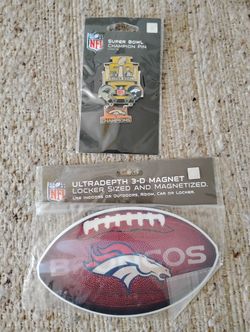 NFL
Super Bowl
Champion Pin
CHAMPIONS
NFL
Ultradepth 3-D Magnet
Locker Sized and Magnetized.
Use Indoors or Outdoors, Room, Car or Locker.
BRONCOS